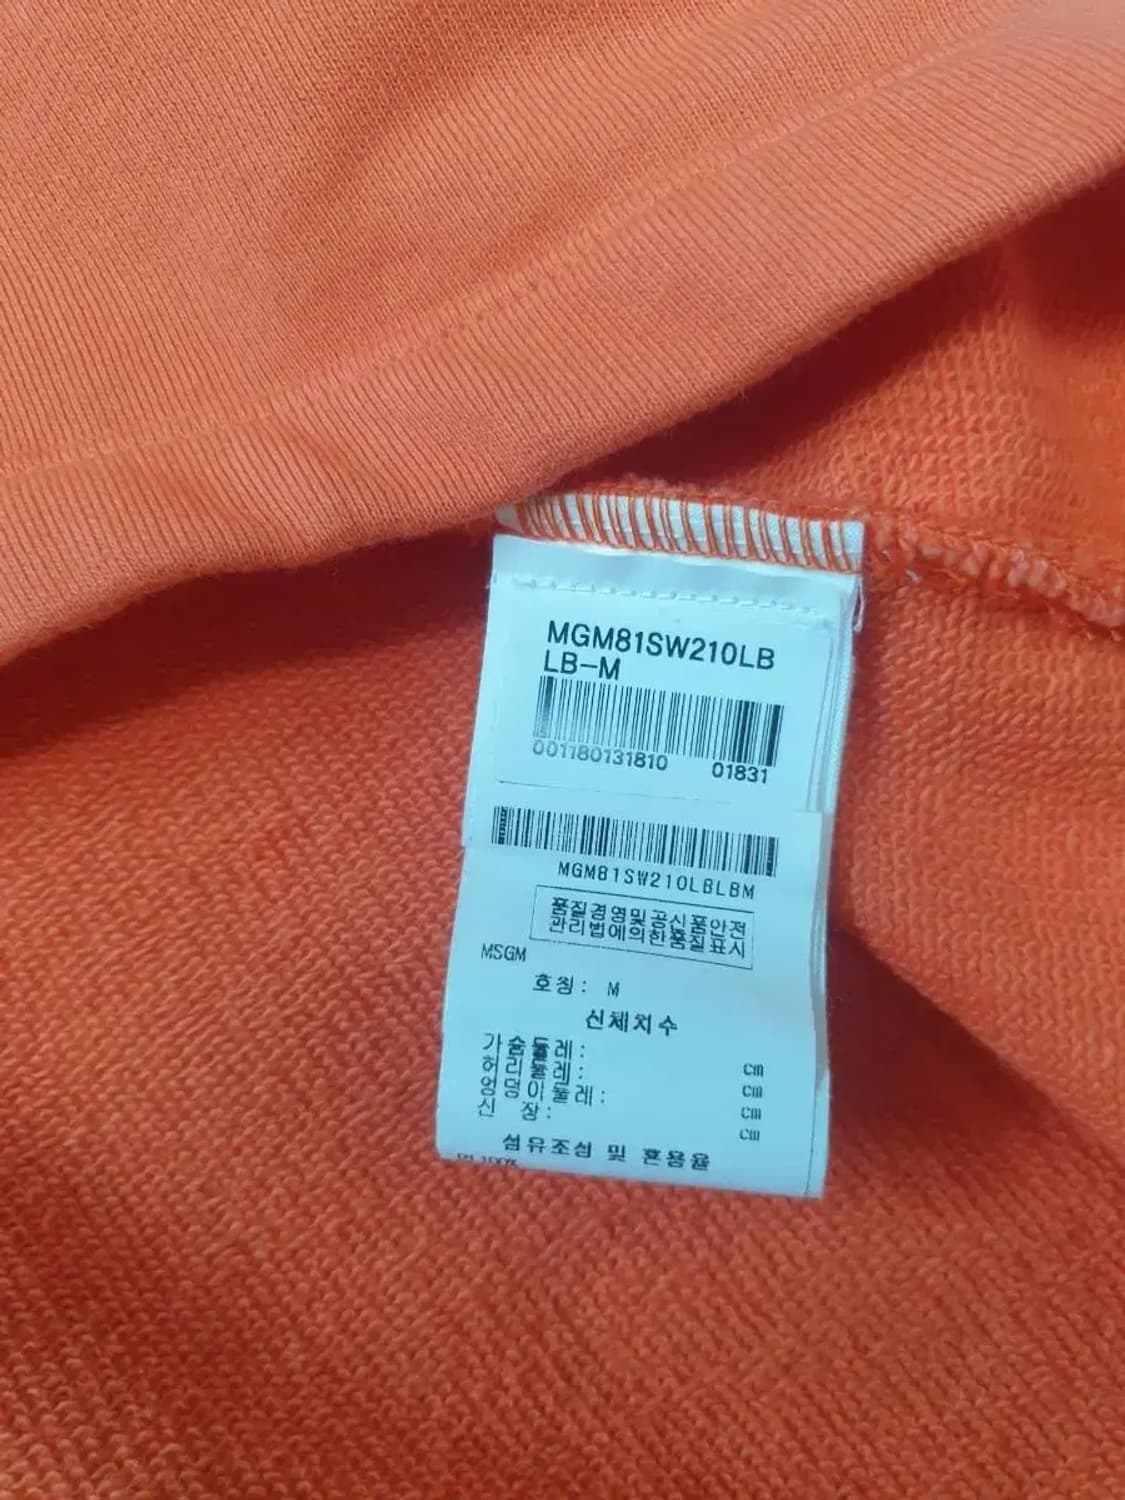 MGM81SW210LB
LB-M
001180131810 01831
MGM81SW210LBLBM
품질경영및공산품안전
관리법에의한품질표시
MSGM
호칭: M
신체치수
가슴둘레: cm
허리둘레: cm
엉덩이둘레: cm
신 장: cm
섬유조성 및 혼용율
100%